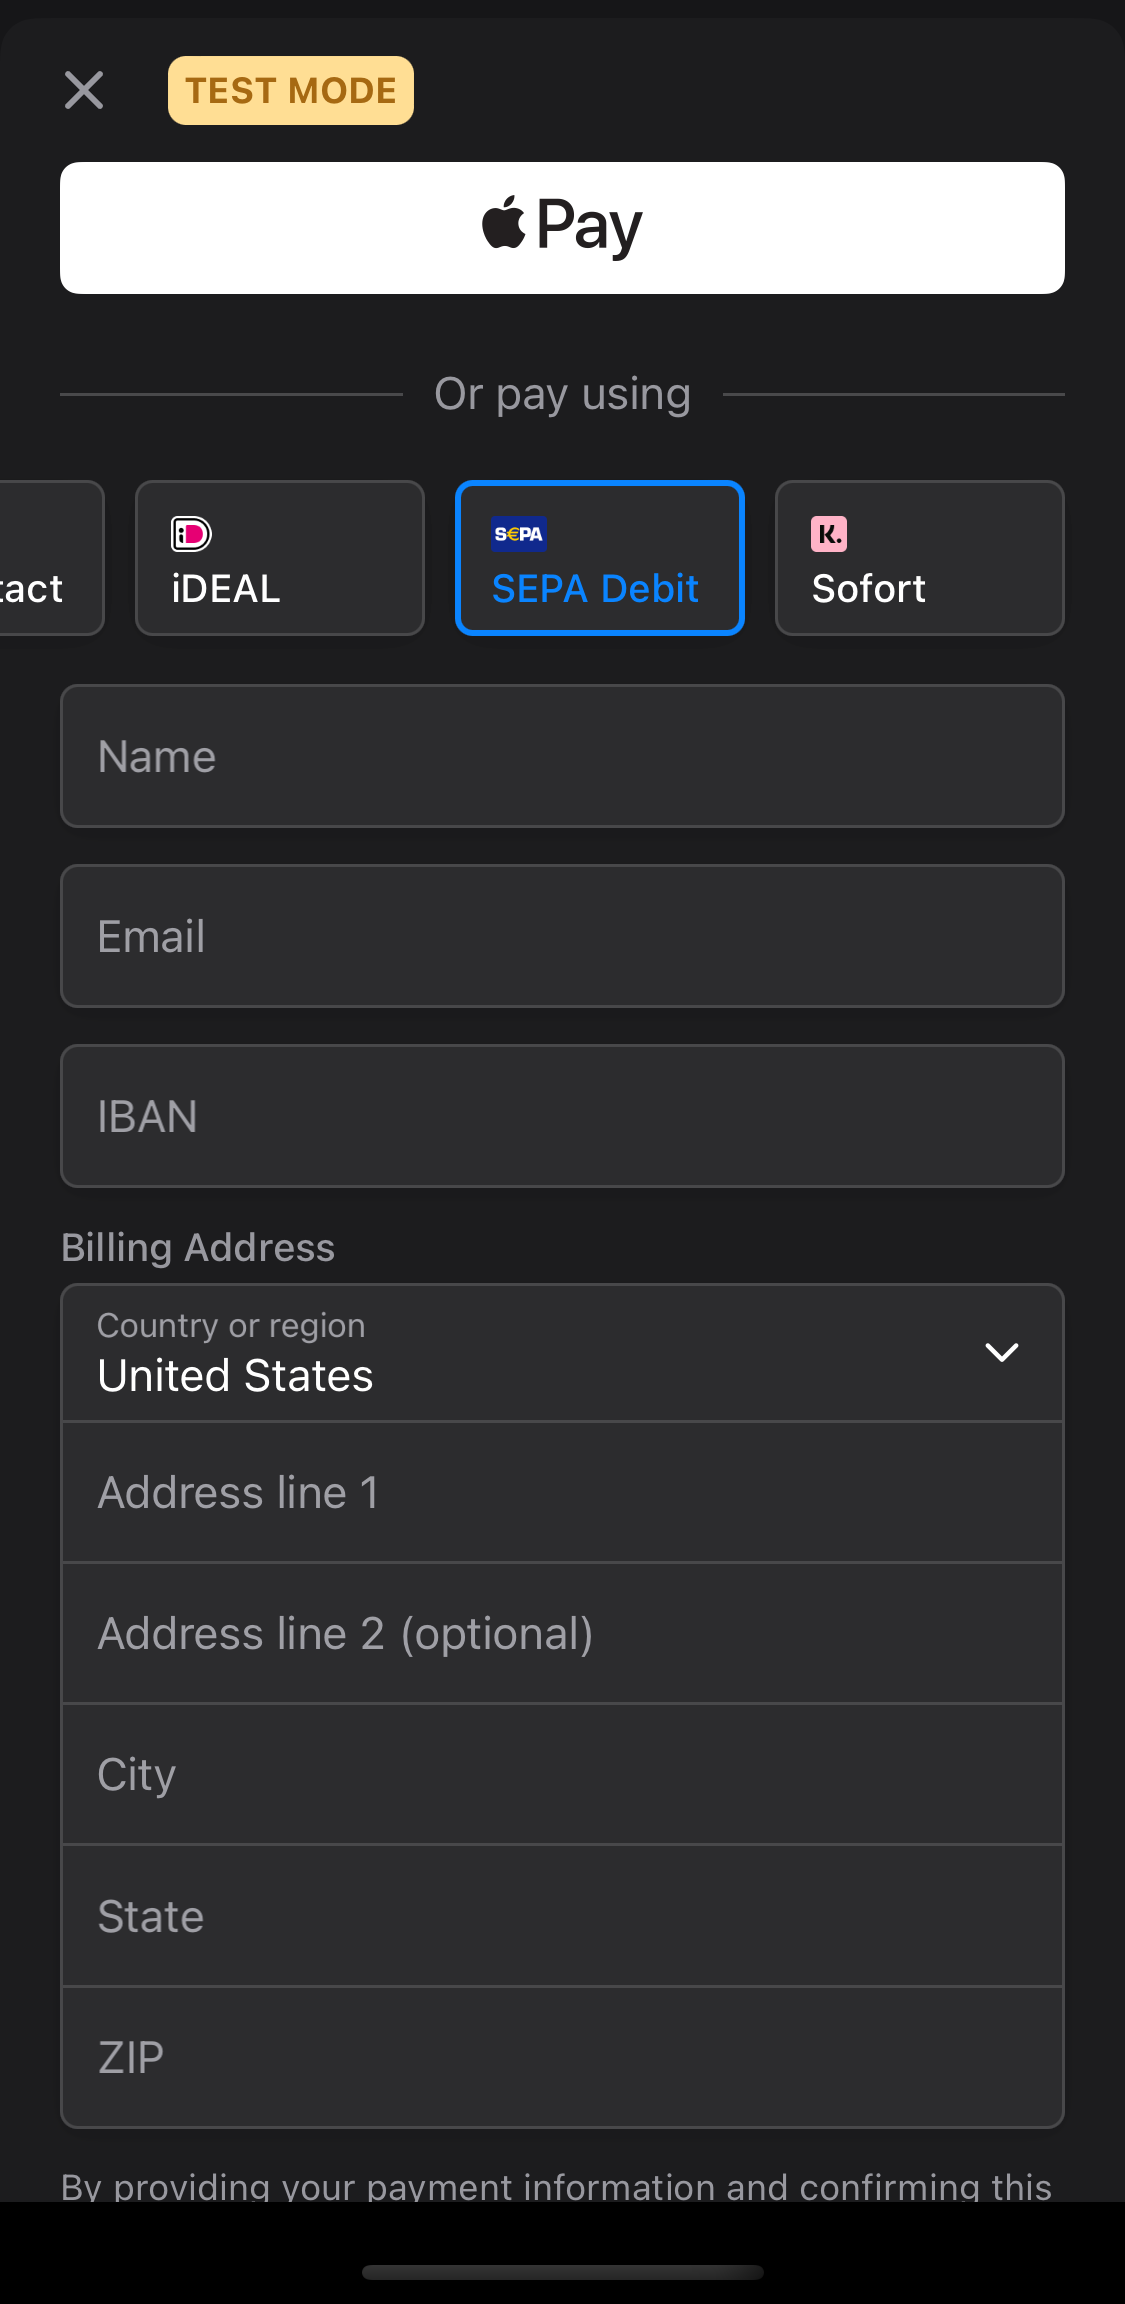 TEST MODE
Pay
Or pay using
tact
iDEAL
SEPA
SEPA Debit
K.
Sofort
Name
Email
IBAN
Billing Address
Country or region
United States
Address line 1
Address line 2 (optional)
City
State
ZIP
By providing your payment information and confirming this